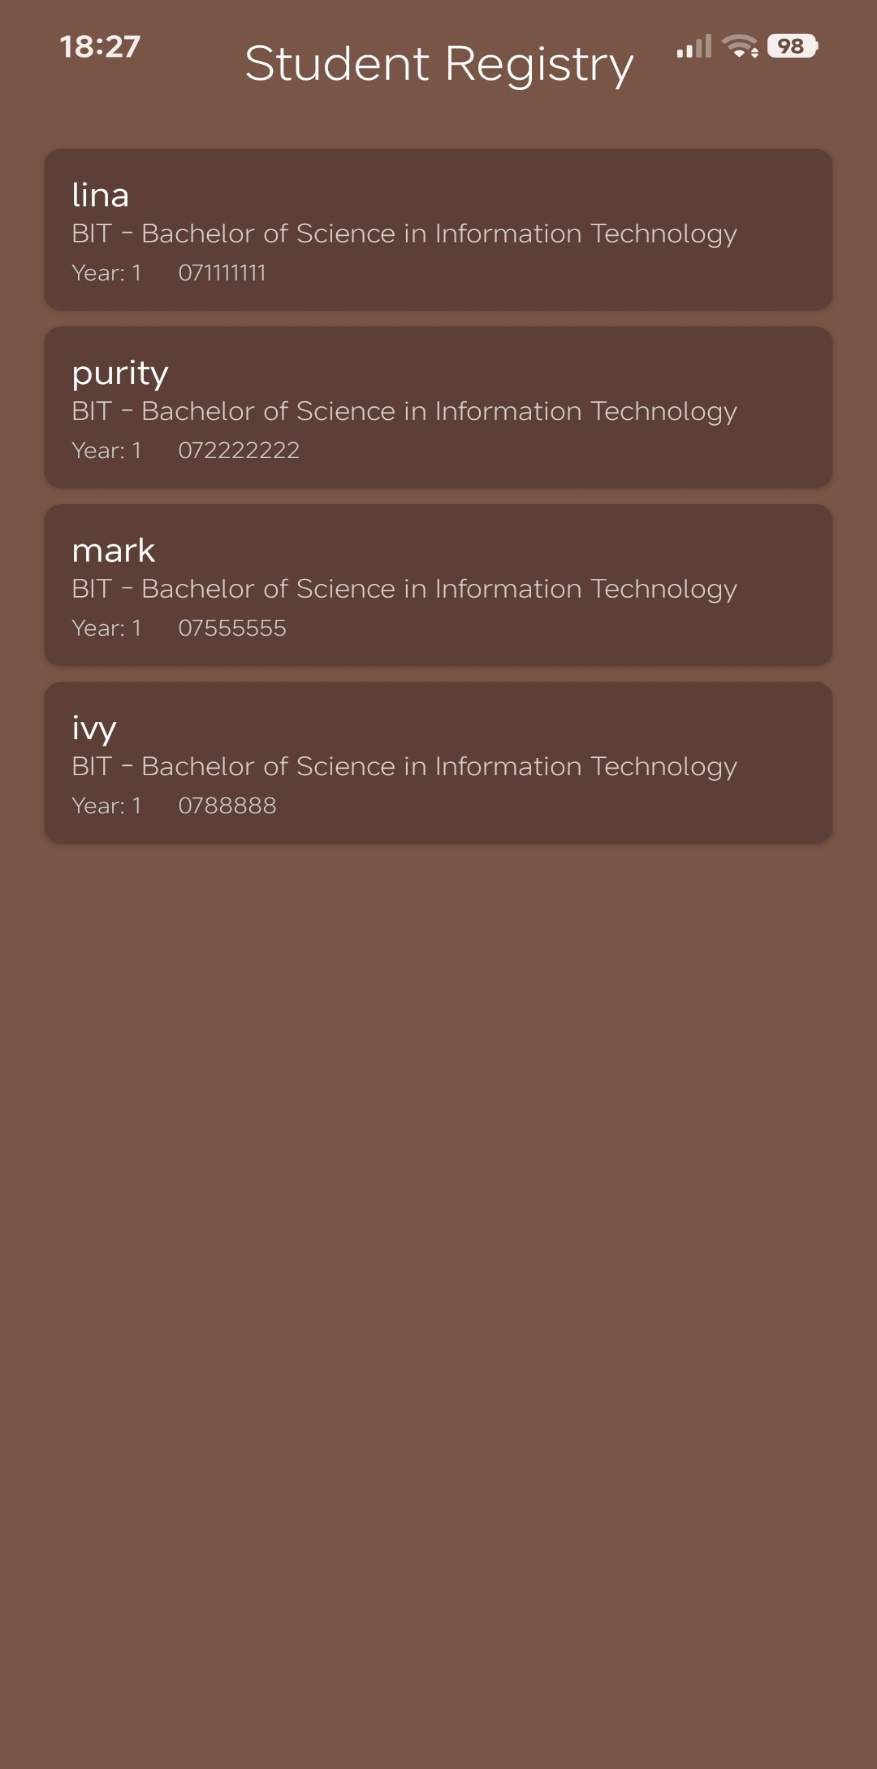 18:27
98
Student Registry
lina
BIT - Bachelor of Science in Information Technology
Year: 1 071111111
purity
BIT - Bachelor of Science in Information Technology
Year: 1 072222222
mark
BIT - Bachelor of Science in Information Technology
Year: 1 07555555
ivy
BIT - Bachelor of Science in Information Technology
Year: 1 0788888